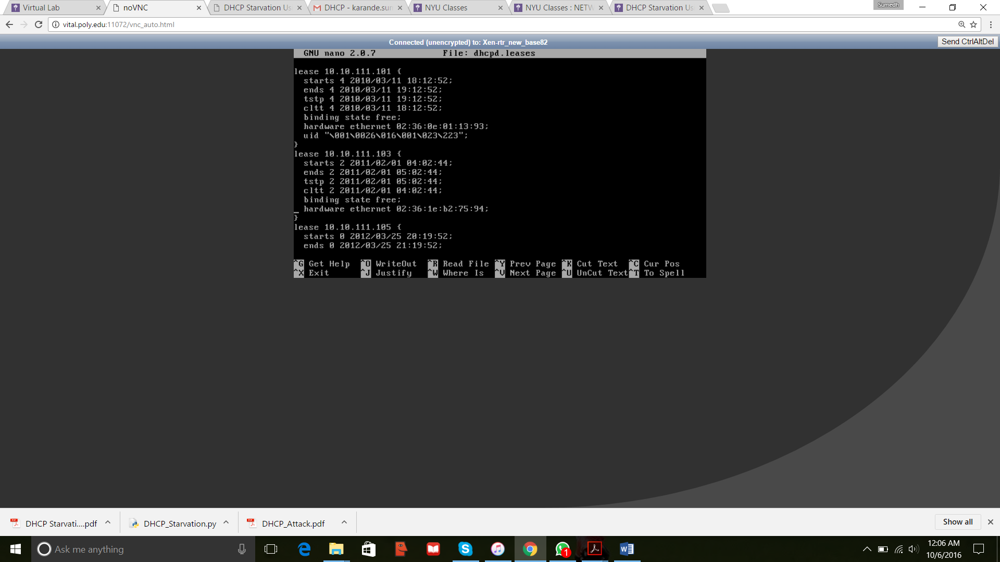 Sumedh
Virtual Lab
noVNC
DHCP Starvation Us
DHCP - karande.sun
NYU Classes
NYU Classes : NETW
DHCP Starvation Us
vital.poly.edu:11072/vnc_auto.html
Connected (unencrypted) to: Xen-rtr_new_base82
Send CtrlAltDel
GNU nano 2.0.7 File: dhcpd.leases
lease 10.10.111.101 {
starts 4 2010/03/11 18:12:52;
ends 4 2010/03/11 19:12:52;
tstp 4 2010/03/11 19:12:52;
cltt 4 2010/03/11 18:12:52;
binding state free;
hardware ethernet 02:36:0e:01:13:93;
uid "\001\0026\016\001\023\223";
}
lease 10.10.111.103 {
starts 2 2011/02/01 04:02:44;
ends 2 2011/02/01 05:02:44;
tstp 2 2011/02/01 05:02:44;
cltt 2 2011/02/01 04:02:44;
binding state free;
hardware ethernet 02:36:1e:b2:75:94;
}
lease 10.10.111.105 {
starts 0 2012/03/25 20:19:52;
ends 0 2012/03/25 21:19:52;
^G Get Help ^O WriteOut ^R Read File ^Y Prev Page ^K Cut Text ^C Cur Pos
^X Exit ^J Justify ^W Where Is ^V Next Page ^U UnCut Text ^T To Spell
DHCP Starvati....pdf
DHCP_Starvation.py
DHCP_Attack.pdf
Show all
Ask me anything
1
12:06 AM
10/6/2016